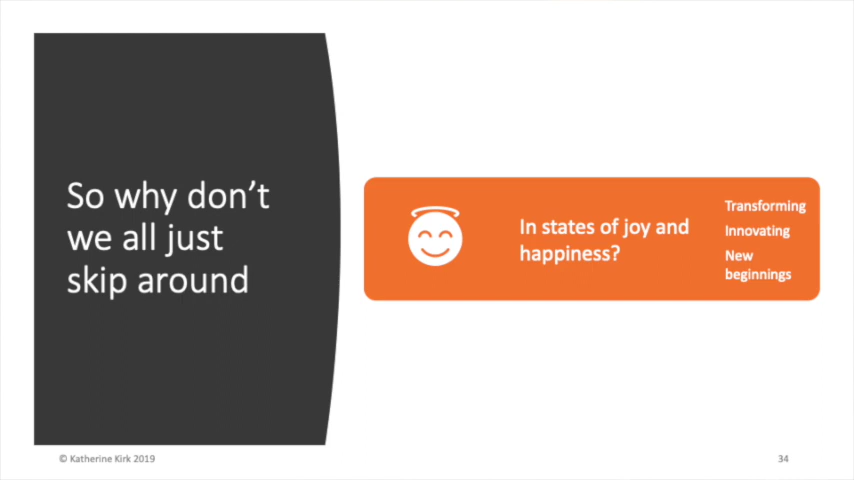 So why don’t
we all just
skip around
In states of joy and
happiness?
Transforming
Innovating
New
beginnings
© Katherine Kirk 2019
34